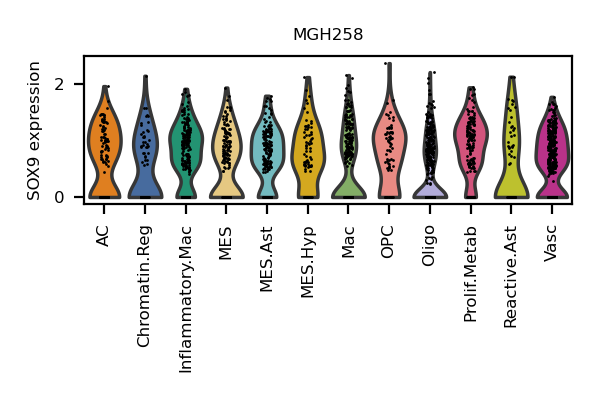 MGH258
SOX9 expression
2
0
AC
Chromatin.Reg
Inflammatory.Mac
MES
MES.Ast
MES.Hyp
Mac
OPC
Oligo
Prolif.Metab
Reactive.Ast
Vasc